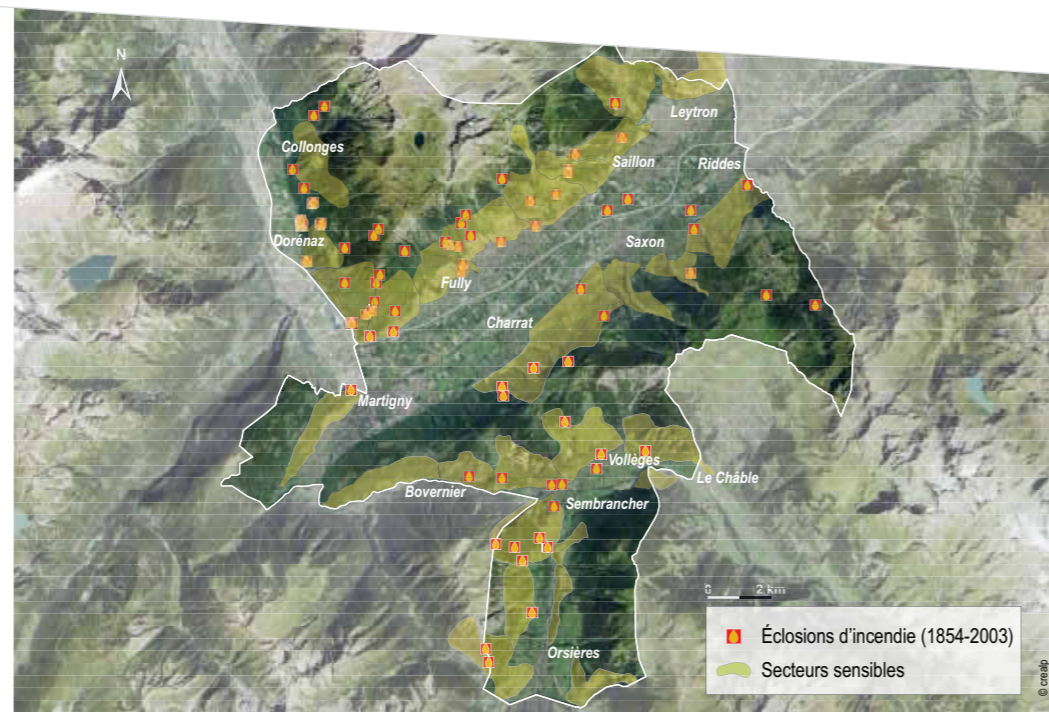 N
Leytron
Collonges
Saillon
Riddes
Dorénaz
Saxon
Fully
Charrat
Martigny
Vollèges
Le Châble
Bovernier
Sembrancher
0 2 km
Éclosions d'incendie (1854-2003)
Orsières
Secteurs sensibles
© crealp